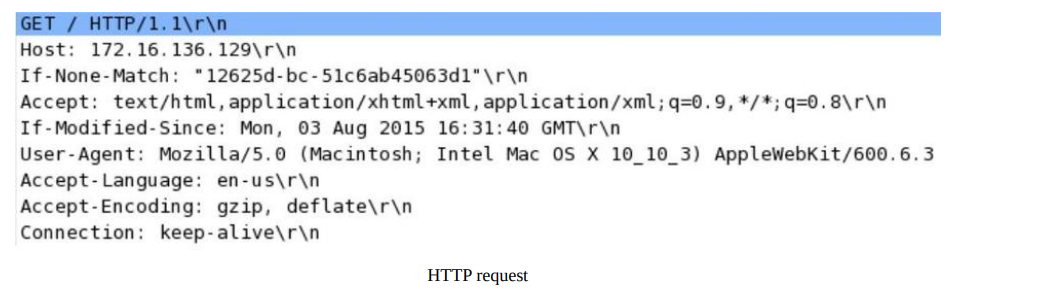 GET / HTTP/1.1\r\n
Host: 172.16.136.129\r\n
If-None-Match: "12625d-bc-51c6ab45063d1"\r\n
Accept: text/html,application/xhtml+xml,application/xml;q=0.9,*/*;q=0.8\r\n
If-Modified-Since: Mon, 03 Aug 2015 16:31:40 GMT\r\n
User-Agent: Mozilla/5.0 (Macintosh; Intel Mac OS X 10_10_3) AppleWebKit/600.6.3
Accept-Language: en-us\r\n
Accept-Encoding: gzip, deflate\r\n
Connection: keep-alive\r\n
HTTP request